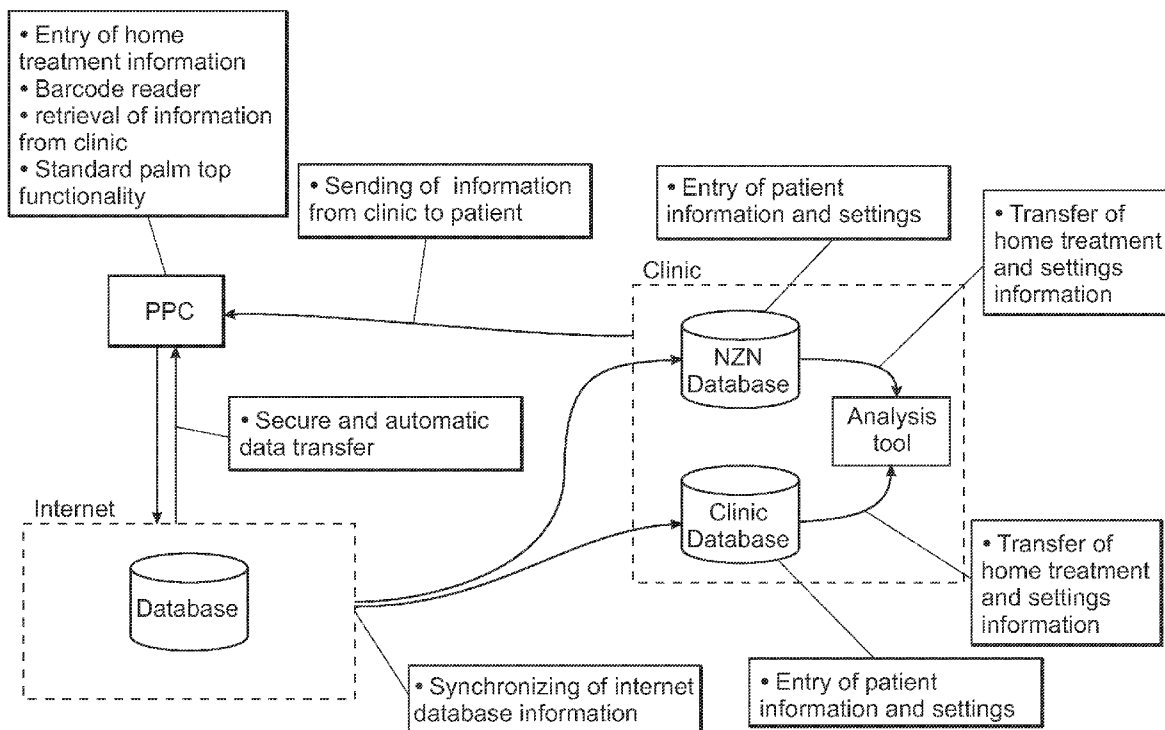 • Entry of home
treatment information
• Barcode reader
• retrieval of information
from clinic
• Standard palm top
functionality
• Sending of information
from clinic to patient
• Entry of patient
information and settings
• Transfer of
home treatment
and settings
information
Clinic
PPC
NZN
Database
Analysis
tool
• Secure and automatic
data transfer
Internet
Clinic
Database
Database
• Transfer of
home treatment
and settings
information
• Synchronizing of internet
database information
• Entry of patient
information and settings